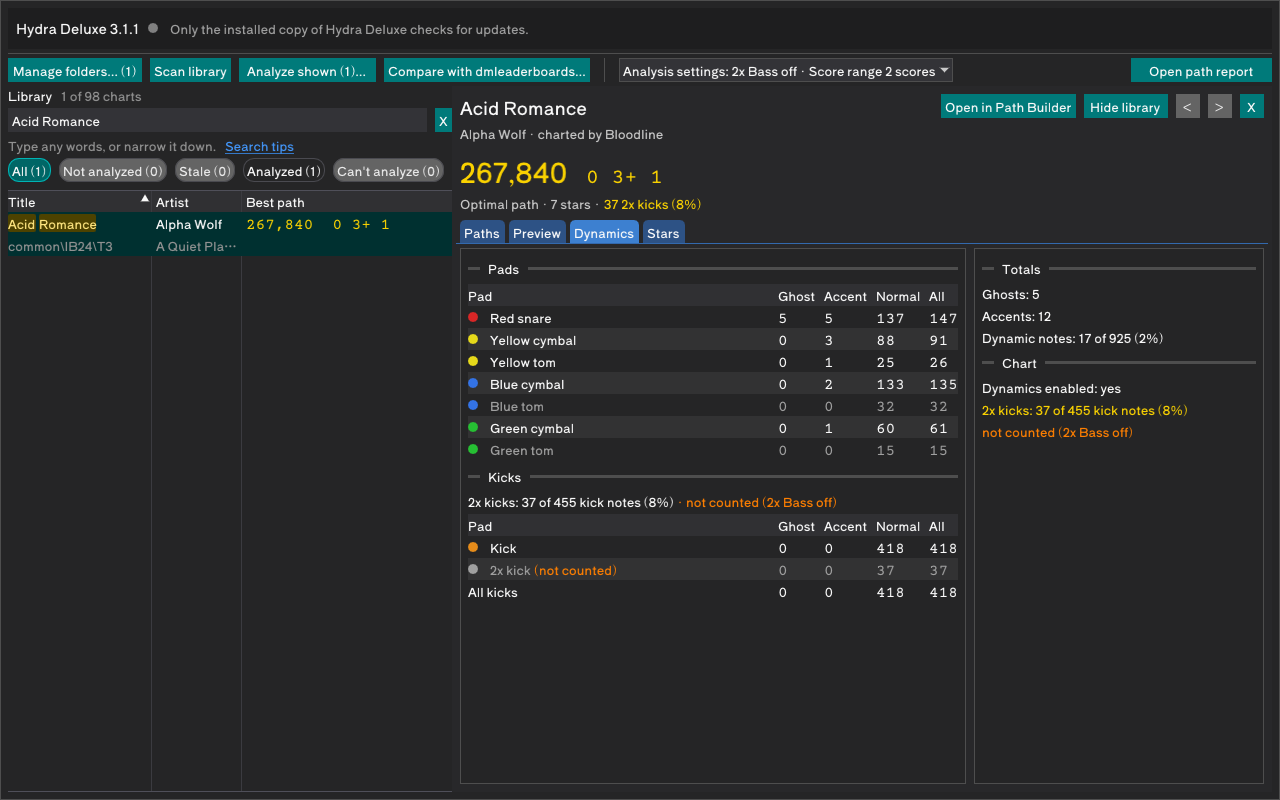 Hydra Deluxe 3.1.1 Only the installed copy of Hydra Deluxe checks for updates.
Manage folders... (1) Scan library Analyze shown (1)... Compare with dmleaderboards... Analysis settings: 2x Bass off · Score range 2 scores Open path report
Library 1 of 98 charts
Acid Romance X
Type any words, or narrow it down. Search tips
All (1) Not analyzed (0) Stale (0) Analyzed (1) Can't analyze (0)
Title Artist Best path
Acid Romance Alpha Wolf 267,840 0 3+ 1
common\IB24\T3 A Quiet Pla···
Acid Romance Open in Path Builder Hide library < > X
Alpha Wolf · charted by Bloodline
267,840 0 3+ 1
Optimal path · 7 stars · 37 2x kicks (8%)
Paths Preview Dynamics Stars
Pads
Pad Ghost Accent Normal All
Red snare 5 5 137 147
Yellow cymbal 0 3 88 91
Yellow tom 0 1 25 26
Blue cymbal 0 2 133 135
Blue tom 0 0 32 32
Green cymbal 0 1 60 61
Green tom 0 0 15 15
Kicks
2x kicks: 37 of 455 kick notes (8%) · not counted (2x Bass off)
Pad Ghost Accent Normal All
Kick 0 0 418 418
2x kick (not counted) 0 0 37 37
All kicks 0 0 418 418
Totals
Ghosts: 5
Accents: 12
Dynamic notes: 17 of 925 (2%)
Chart
Dynamics enabled: yes
2x kicks: 37 of 455 kick notes (8%)
not counted (2x Bass off)